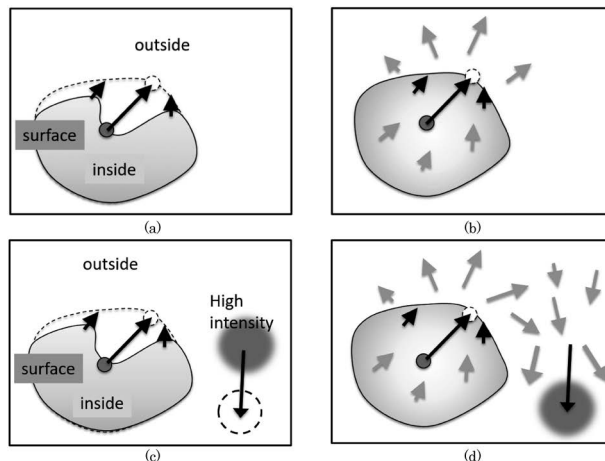 outside
surface
inside
(a)
(b)
outside
High
intensity
surface
inside
(c)
(d)